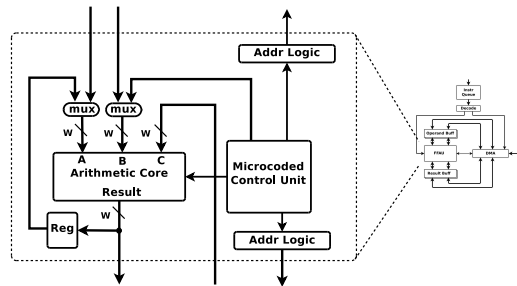 Addr Logic
mux
mux
W
W
W
A
B
C
Arithmetic Core
Result
Microcoded
Control Unit
W
Reg
Addr Logic
Instr
Queue
Decode
Operand Buff
FFAU
DMA
Result Buff